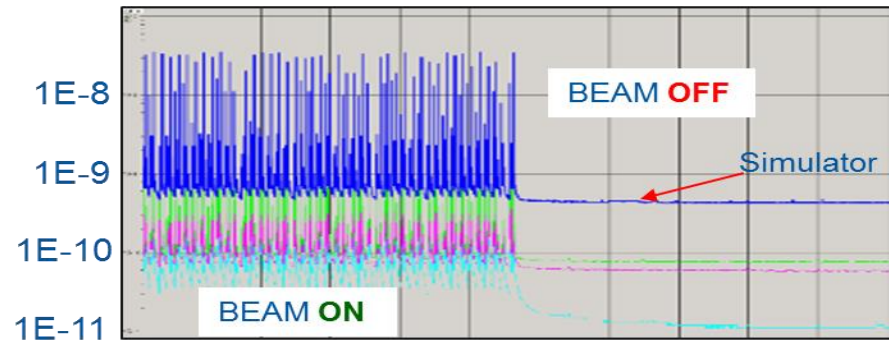 1E-8
BEAM OFF
1E-9
Simulator
1E-10
BEAM ON
1E-11